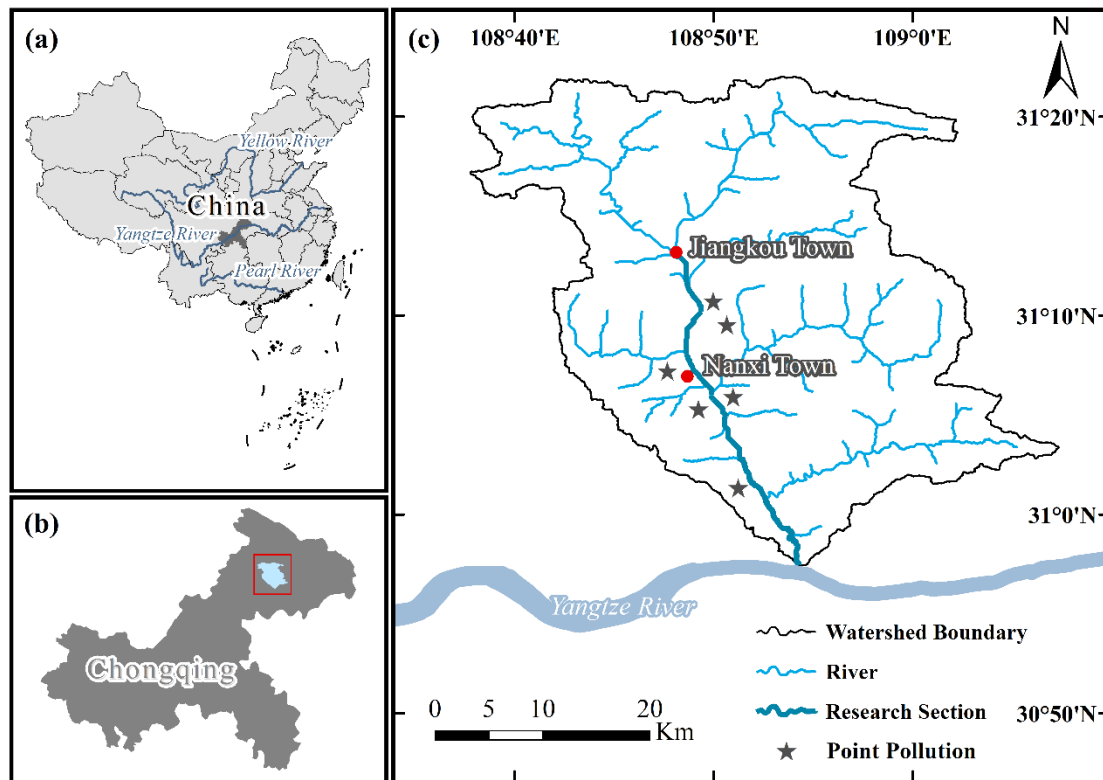 (a)
Yellow River
China
Yangtze River
Pearl River
(b)
Chongqing
(c)
108°40'E
108°50'E
109°0'E
N
31°20'N
Jiangkou Town
31°10'N
Nanxi Town
31°0'N
Yangtze River
Watershed Boundary
River
Research Section
30°50'N
Point Pollution
0 5 10 20
Km